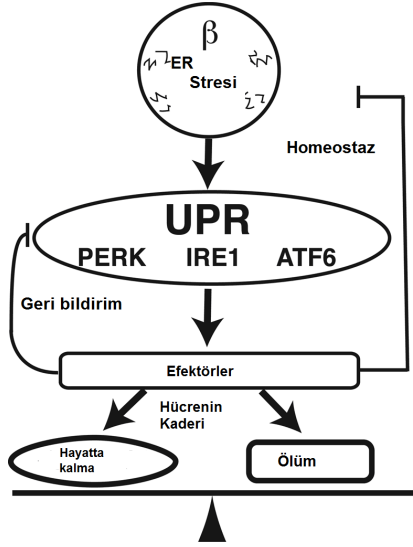 β
ER
Stresi
Homeostaz
UPR
PERK IRE1 ATF6
Geri bildirim
Efektörler
Hücrenin
Kaderi
Hayatta
kalma
Ölüm